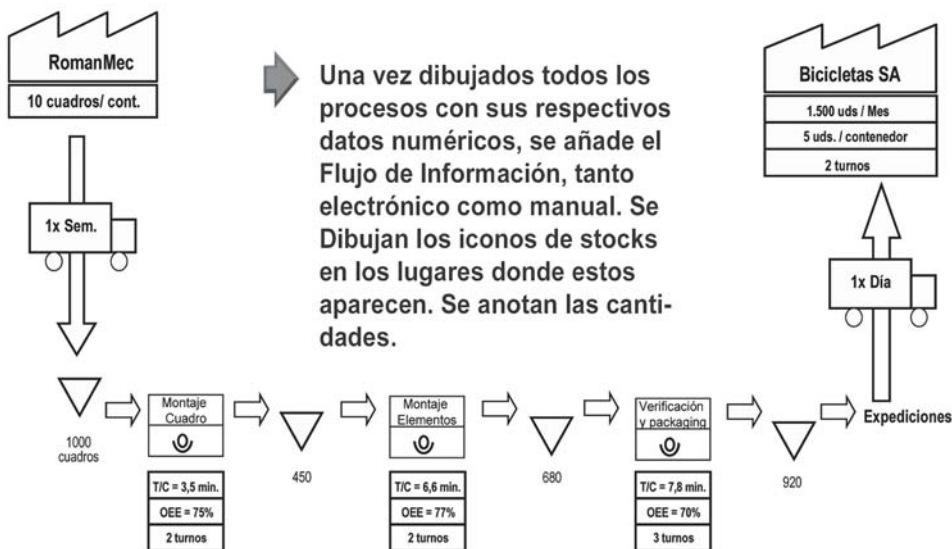 RomanMec
10 cuadros/ cont.
1x Sem.
Una vez dibujados todos los
procesos con sus respectivos
datos numéricos, se añade el
Flujo de Información, tanto
electrónico como manual. Se
Dibujan los iconos de stocks
en los lugares donde estos
aparecen. Se anotan las canti-
dades.
Bicicletas SA
1.500 uds / Mes
5 uds. / contenedor
2 turnos
1x Día
1000
cuadros
Montaje
Cuadro
T/C = 3,5 min.
OEE = 75%
2 turnos
450
Montaje
Elementos
T/C = 6,6 min.
OEE = 77%
2 turnos
680
Verificación
y packaging
T/C = 7,8 min.
OEE = 70%
3 turnos
920
Expediciones